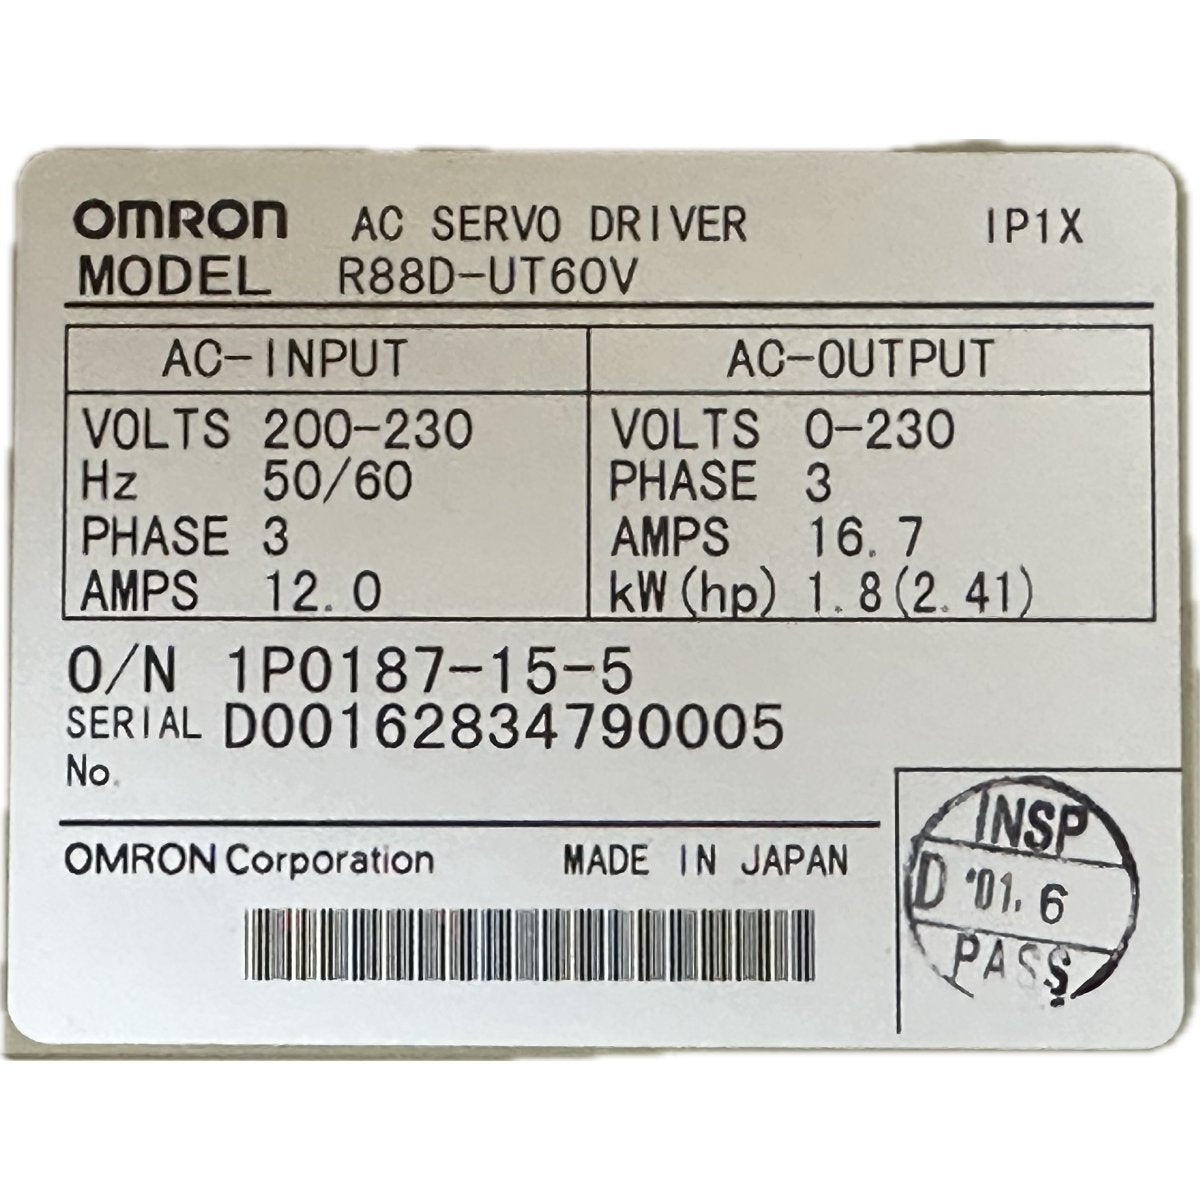 OMRON AC SERVO DRIVER IP1X
MODEL R88D-UT60V
AC-INPUT AC-OUTPUT
VOLTS 200-230 VOLTS 0-230
Hz 50/60 PHASE 3
PHASE 3 AMPS 16.7
AMPS 12.0 kW(hp) 1.8(2.41)
O/N 1P0187-15-5
SERIAL D00162834790005
No.
OMRON Corporation MADE IN JAPAN
INSP
D '01. 6
PASS